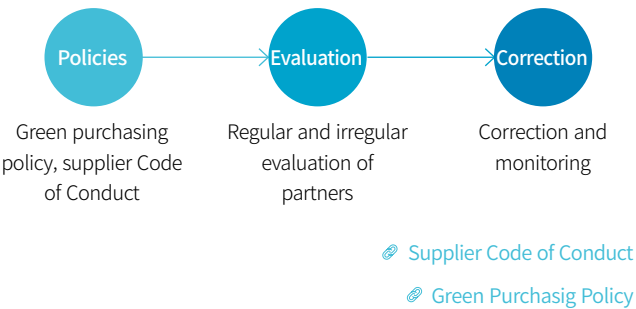 Policies
Evaluation
Correction
Green purchasing
policy, supplier Code
of Conduct
Regular and irregular
evaluation of
partners
Correction and
monitoring
Supplier Code of Conduct
Green Purchasig Policy